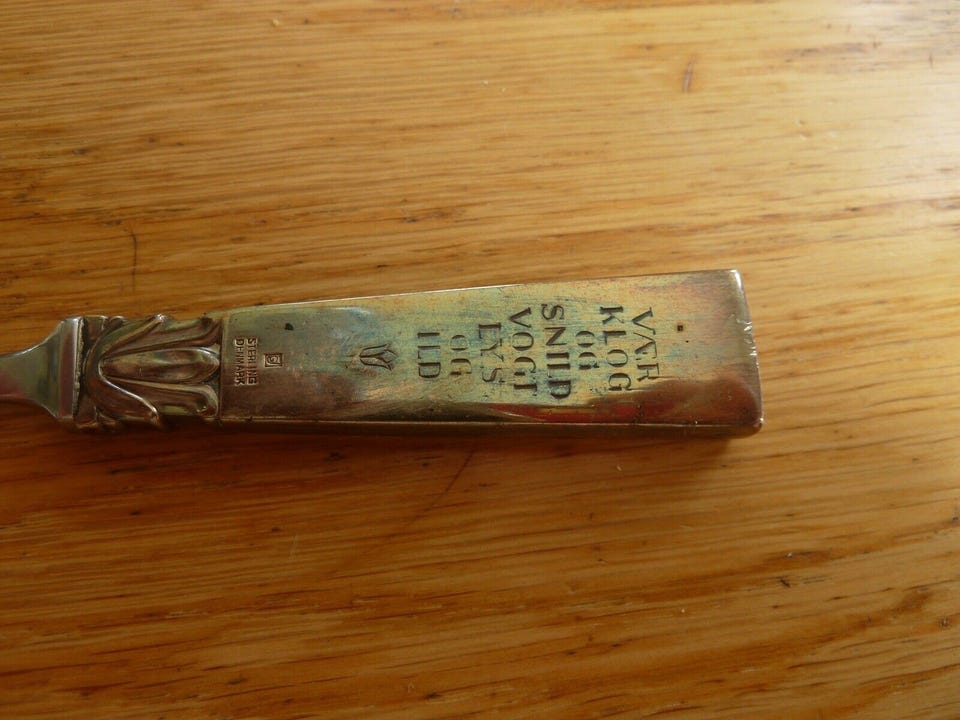 VÆR
KLOG
OG
SNILD
VOGT
LYS
OG
ILD
STERLING
DENMARK